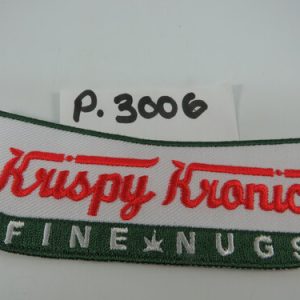 P. 3006
Krispy Kronic
FINE NUGS